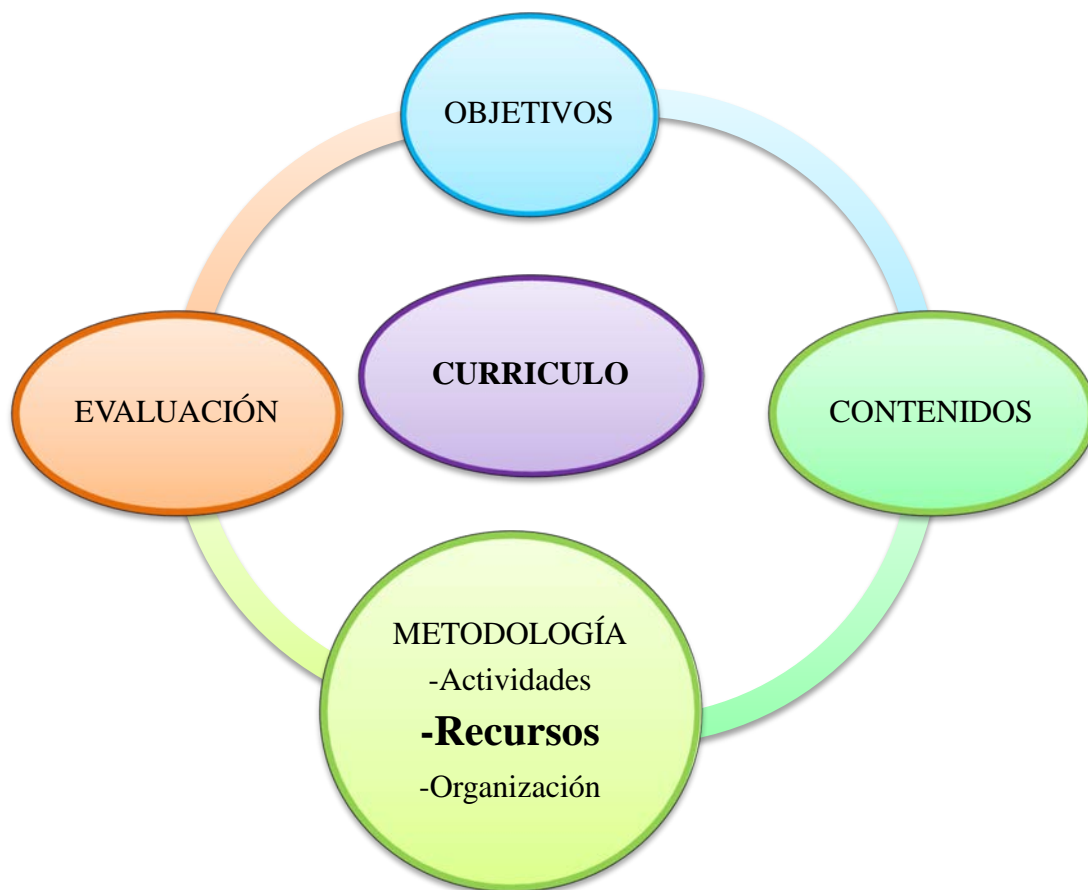 OBJETIVOS
CURRICULO
EVALUACIÓN
CONTENIDOS
METODOLOGÍA
-Actividades
-Recursos
-Organización